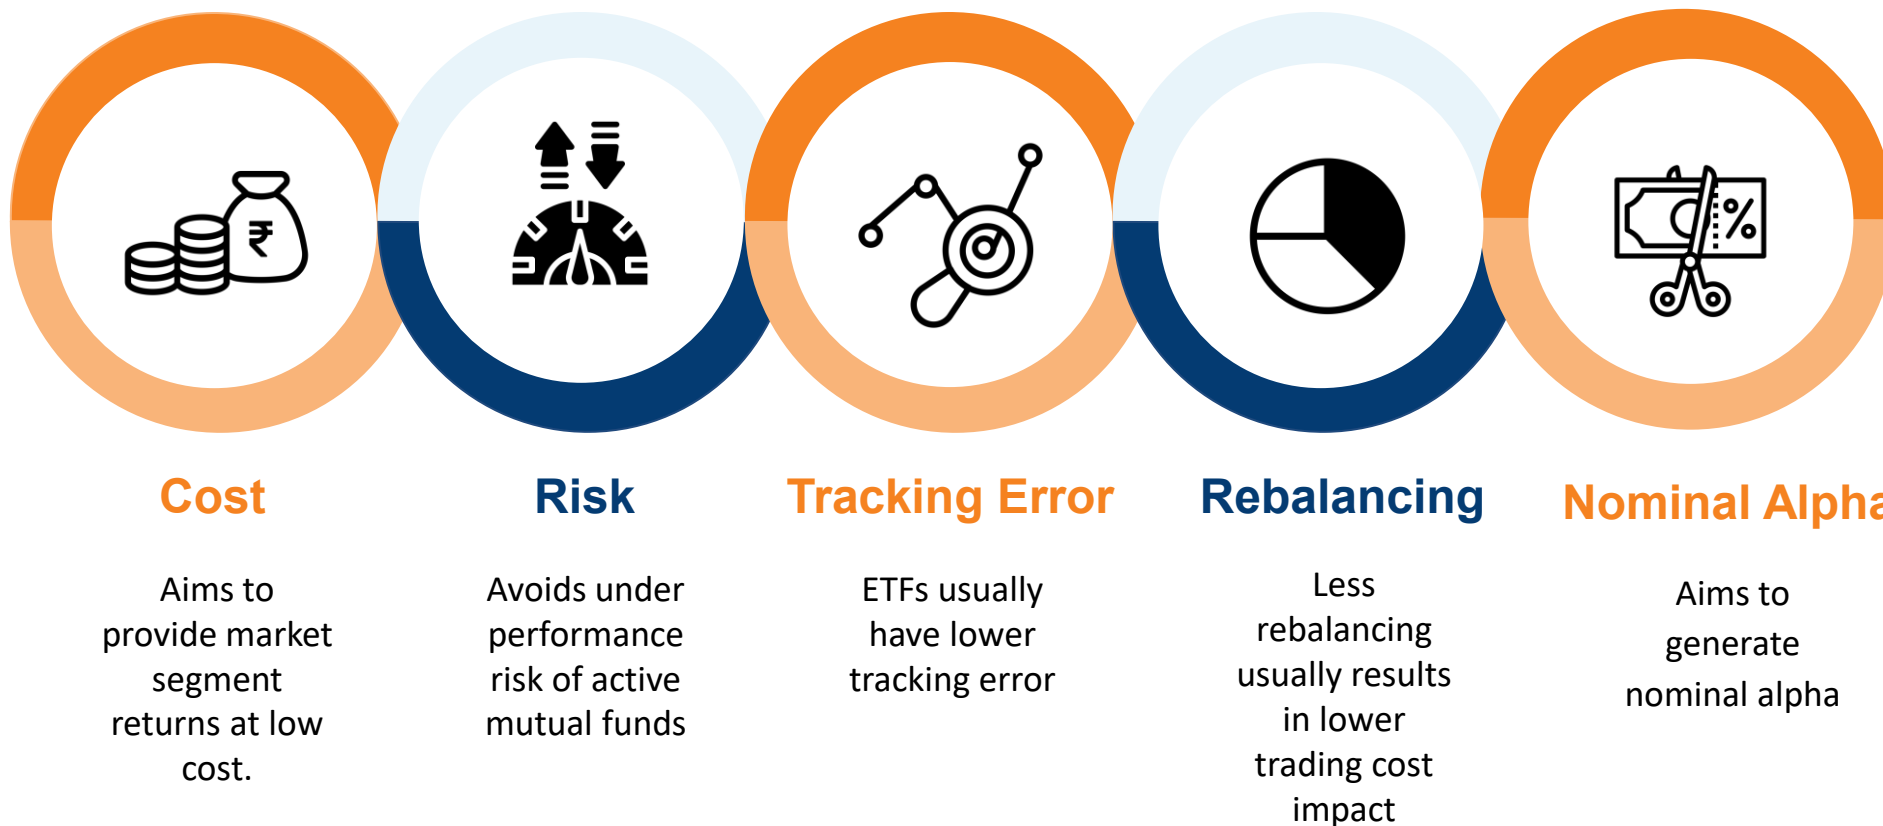 ₹
%
Cost
Aims to
provide market
segment
returns at low
cost.
Risk
Avoids under
performance
risk of active
mutual funds
Tracking Error
ETFs usually
have lower
tracking error
Rebalancing
Less
rebalancing
usually results
in lower
trading cost
impact
Nominal Alpha
Aims to
generate
nominal alpha